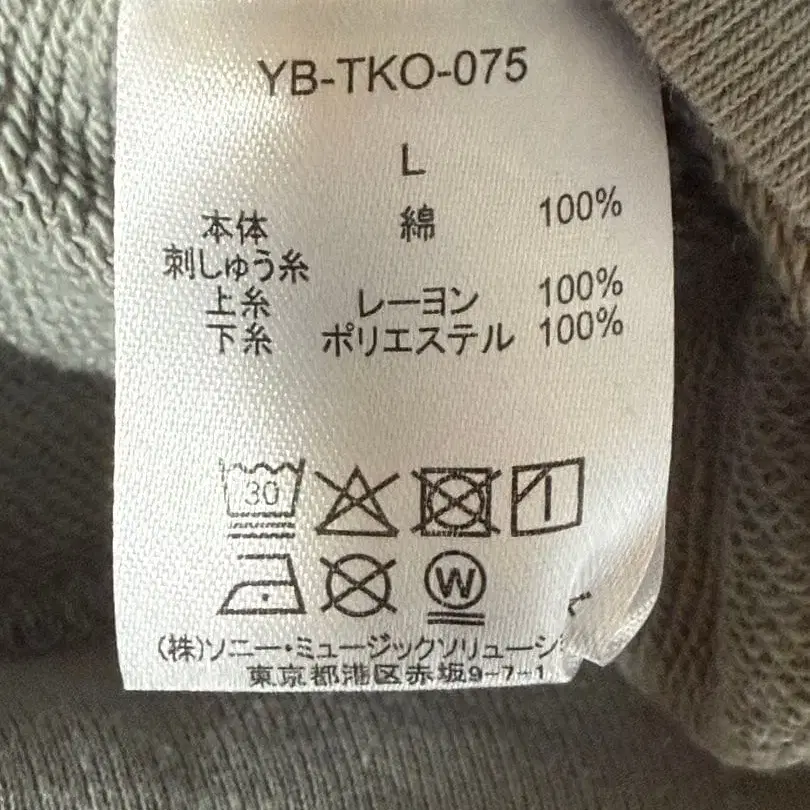 YB-TKO-075
L
本体 綿 100%
刺しゅう糸
上糸 レーヨン 100%
下糸 ポリエステル 100%
30
W
(株)ソニー・ミュージックソリューシ
東京都港区赤坂9-7-1